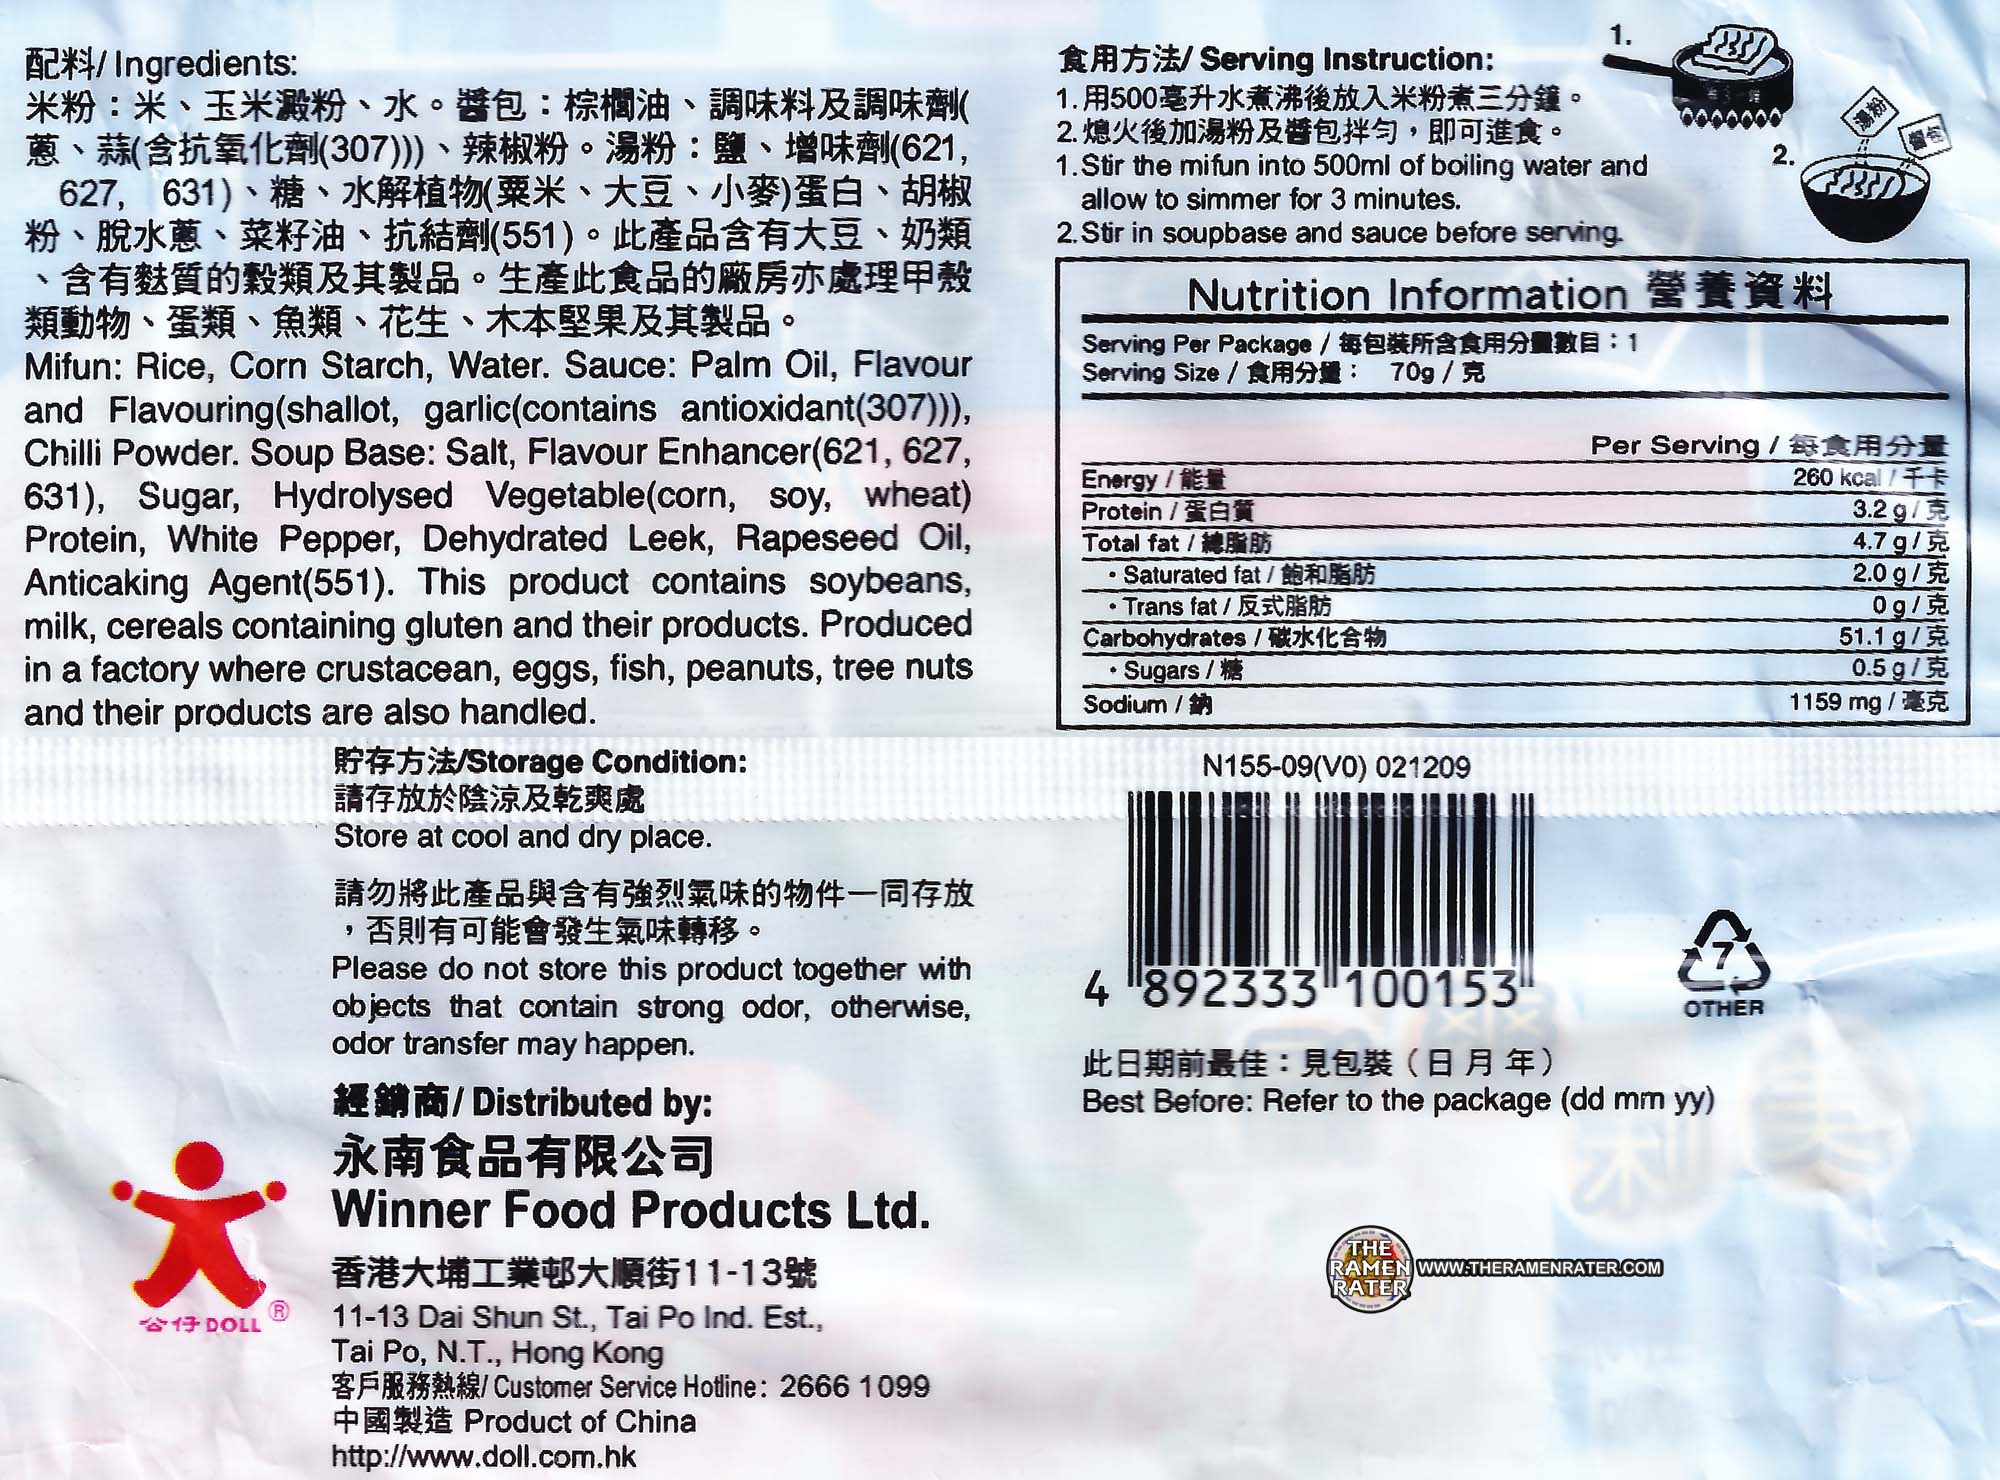 配料/Ingredients:
米粉：米、玉米澱粉、水。醬包：棕櫚油、調味料及調味劑(
蔥、蒜(含抗氧化劑(307)))、辣椒粉。湯粉：鹽、增味劑(621,
627, 631)、糖、水解植物(粟米、大豆、小麥)蛋白、胡椒
粉、脫水蔥、菜籽油、抗結劑(551)。此產品含有大豆、奶類
、含有麩質的穀類及其製品。生產此食品的廠房亦處理甲殼
類動物、蛋類、魚類、花生、木本堅果及其製品。
Mifun: Rice, Corn Starch, Water. Sauce: Palm Oil, Flavour
and Flavouring(shallot, garlic(contains antioxidant(307))),
Chilli Powder. Soup Base: Salt, Flavour Enhancer(621, 627,
631), Sugar, Hydrolysed Vegetable(corn, soy, wheat)
Protein, White Pepper, Dehydrated Leek, Rapeseed Oil,
Anticaking Agent(551). This product contains soybeans,
milk, cereals containing gluten and their products. Produced
in a factory where crustacean, eggs, fish, peanuts, tree nuts
and their products are also handled.
食用方法/ Serving Instruction:
1.用500毫升水煮沸後放入米粉煮三分鐘。
2.熄火後加湯粉及醬包拌勻，即可進食。
1.Stir the mifun into 500ml of boiling water and
allow to simmer for 3 minutes.
2.Stir in soupbase and sauce before serving.
1.
2.
湯粉
醬包
Nutrition Information 營養資料
Serving Per Package / 每包裝所含食用分量數目：1
Serving Size / 食用分量： 70g / 克
Per Serving / 每食用分量
Energy / 能量 260 kcal / 千卡
Protein / 蛋白質 3.2 g / 克
Total fat / 總脂肪 4.7 g / 克
・Saturated fat / 飽和脂肪 2.0 g / 克
・Trans fat / 反式脂肪 0 g / 克
Carbohydrates / 碳水化合物 51.1 g / 克
・Sugars / 糖 0.5 g / 克
Sodium / 鈉 1159 mg / 毫克
貯存方法/Storage Condition:
請存放於陰涼及乾爽處
Store at cool and dry place.
請勿將此產品與含有強烈氣味的物件一同存放
，否則有可能會發生氣味轉移。
Please do not store this product together with
objects that contain strong odor, otherwise,
odor transfer may happen.
經銷商/ Distributed by:
永南食品有限公司
Winner Food Products Ltd.
香港大埔工業邨大順街11-13號
11-13 Dai Shun St., Tai Po Ind. Est.,
Tai Po, N.T., Hong Kong
客戶服務熱線/ Customer Service Hotline: 2666 1099
中國製造 Product of China
http://www.doll.com.hk
公仔 DOLL ®
N155-09(V0) 021209
4 892333 100153
7
OTHER
此日期前最佳：見包裝（日 月 年）
Best Before: Refer to the package (dd mm yy)
THE
RAMEN
RATER
WWW.THERAMENRATER.COM